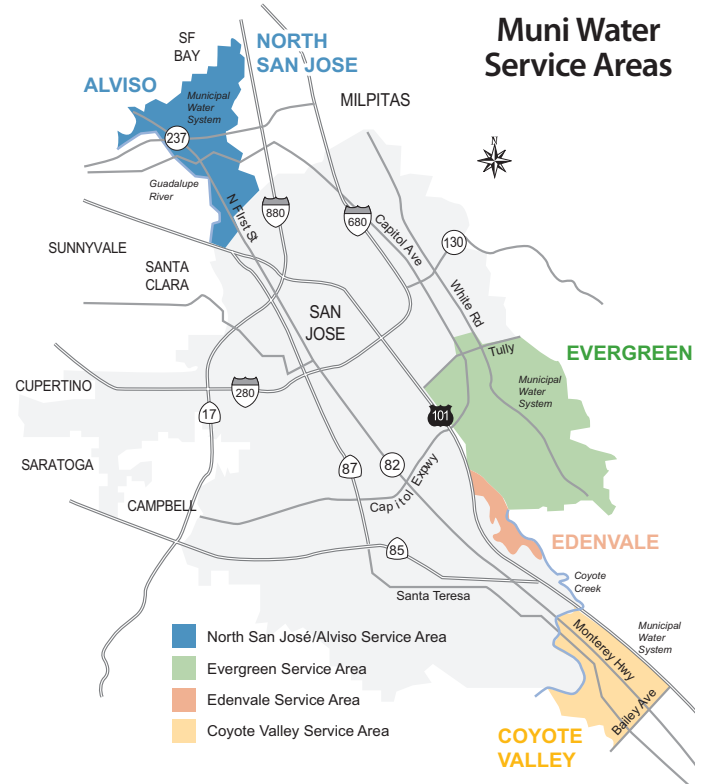 Muni Water
Service Areas
SF
BAY
NORTH
SAN JOSE
ALVISO
Municipal
Water
System
MILPITAS
237
N
Guadalupe
River
N First St
880
680
Capitol Ave
130
SUNNYVALE
SANTA
CLARA
White Rd
SAN
JOSE
Tully
EVERGREEN
Municipal
Water
System
CUPERTINO
280
17
101
SARATOGA
87
82
Capitol Expwy
CAMPBELL
EDENVALE
85
Coyote
Creek
Santa Teresa
Municipal
Water
System
Monterey Hwy
Bailey Ave
North San José/Alviso Service Area
Evergreen Service Area
Edenvale Service Area
Coyote Valley Service Area
COYOTE
VALLEY